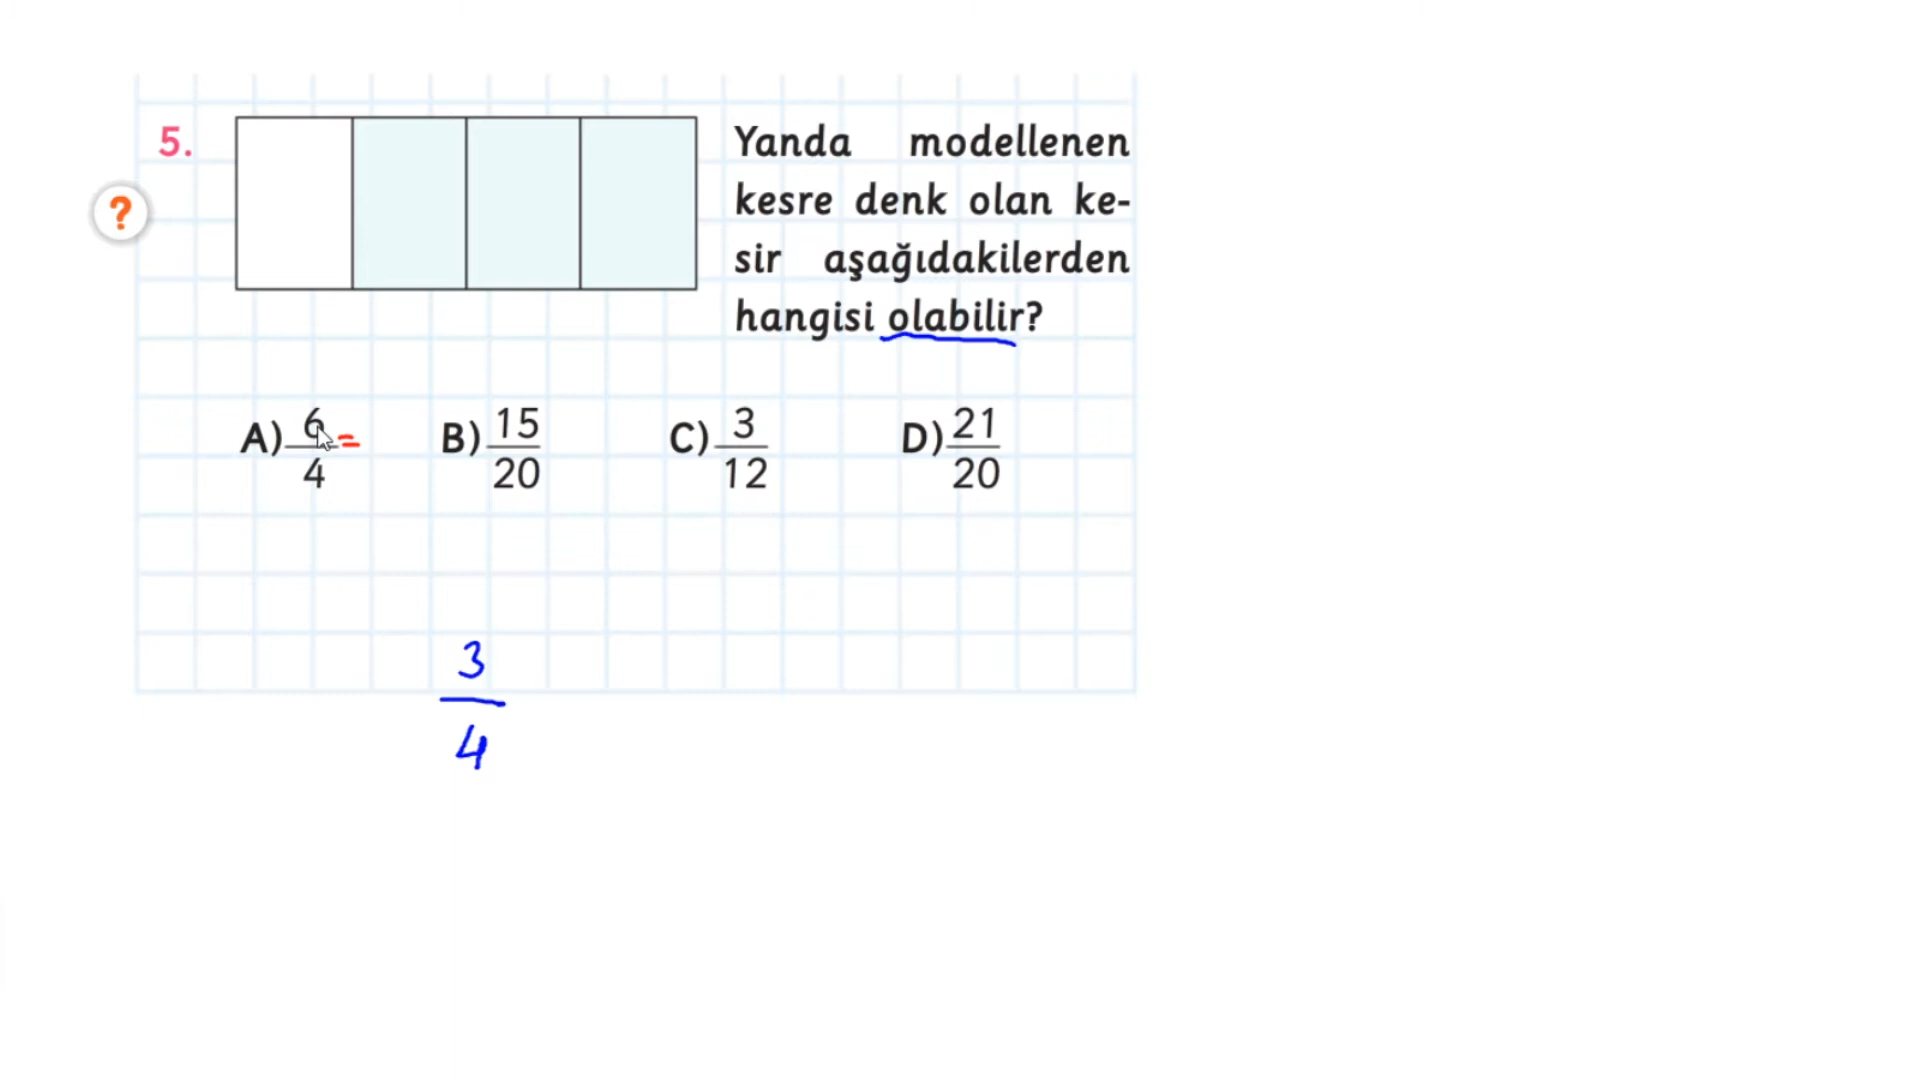 5.
?
Yanda modellenen
kesre denk olan ke-
sir aşağıdakilerden
hangisi olabilir?
A) 6/4 = B) 15/20 C) 3/12 D) 21/20
3
4